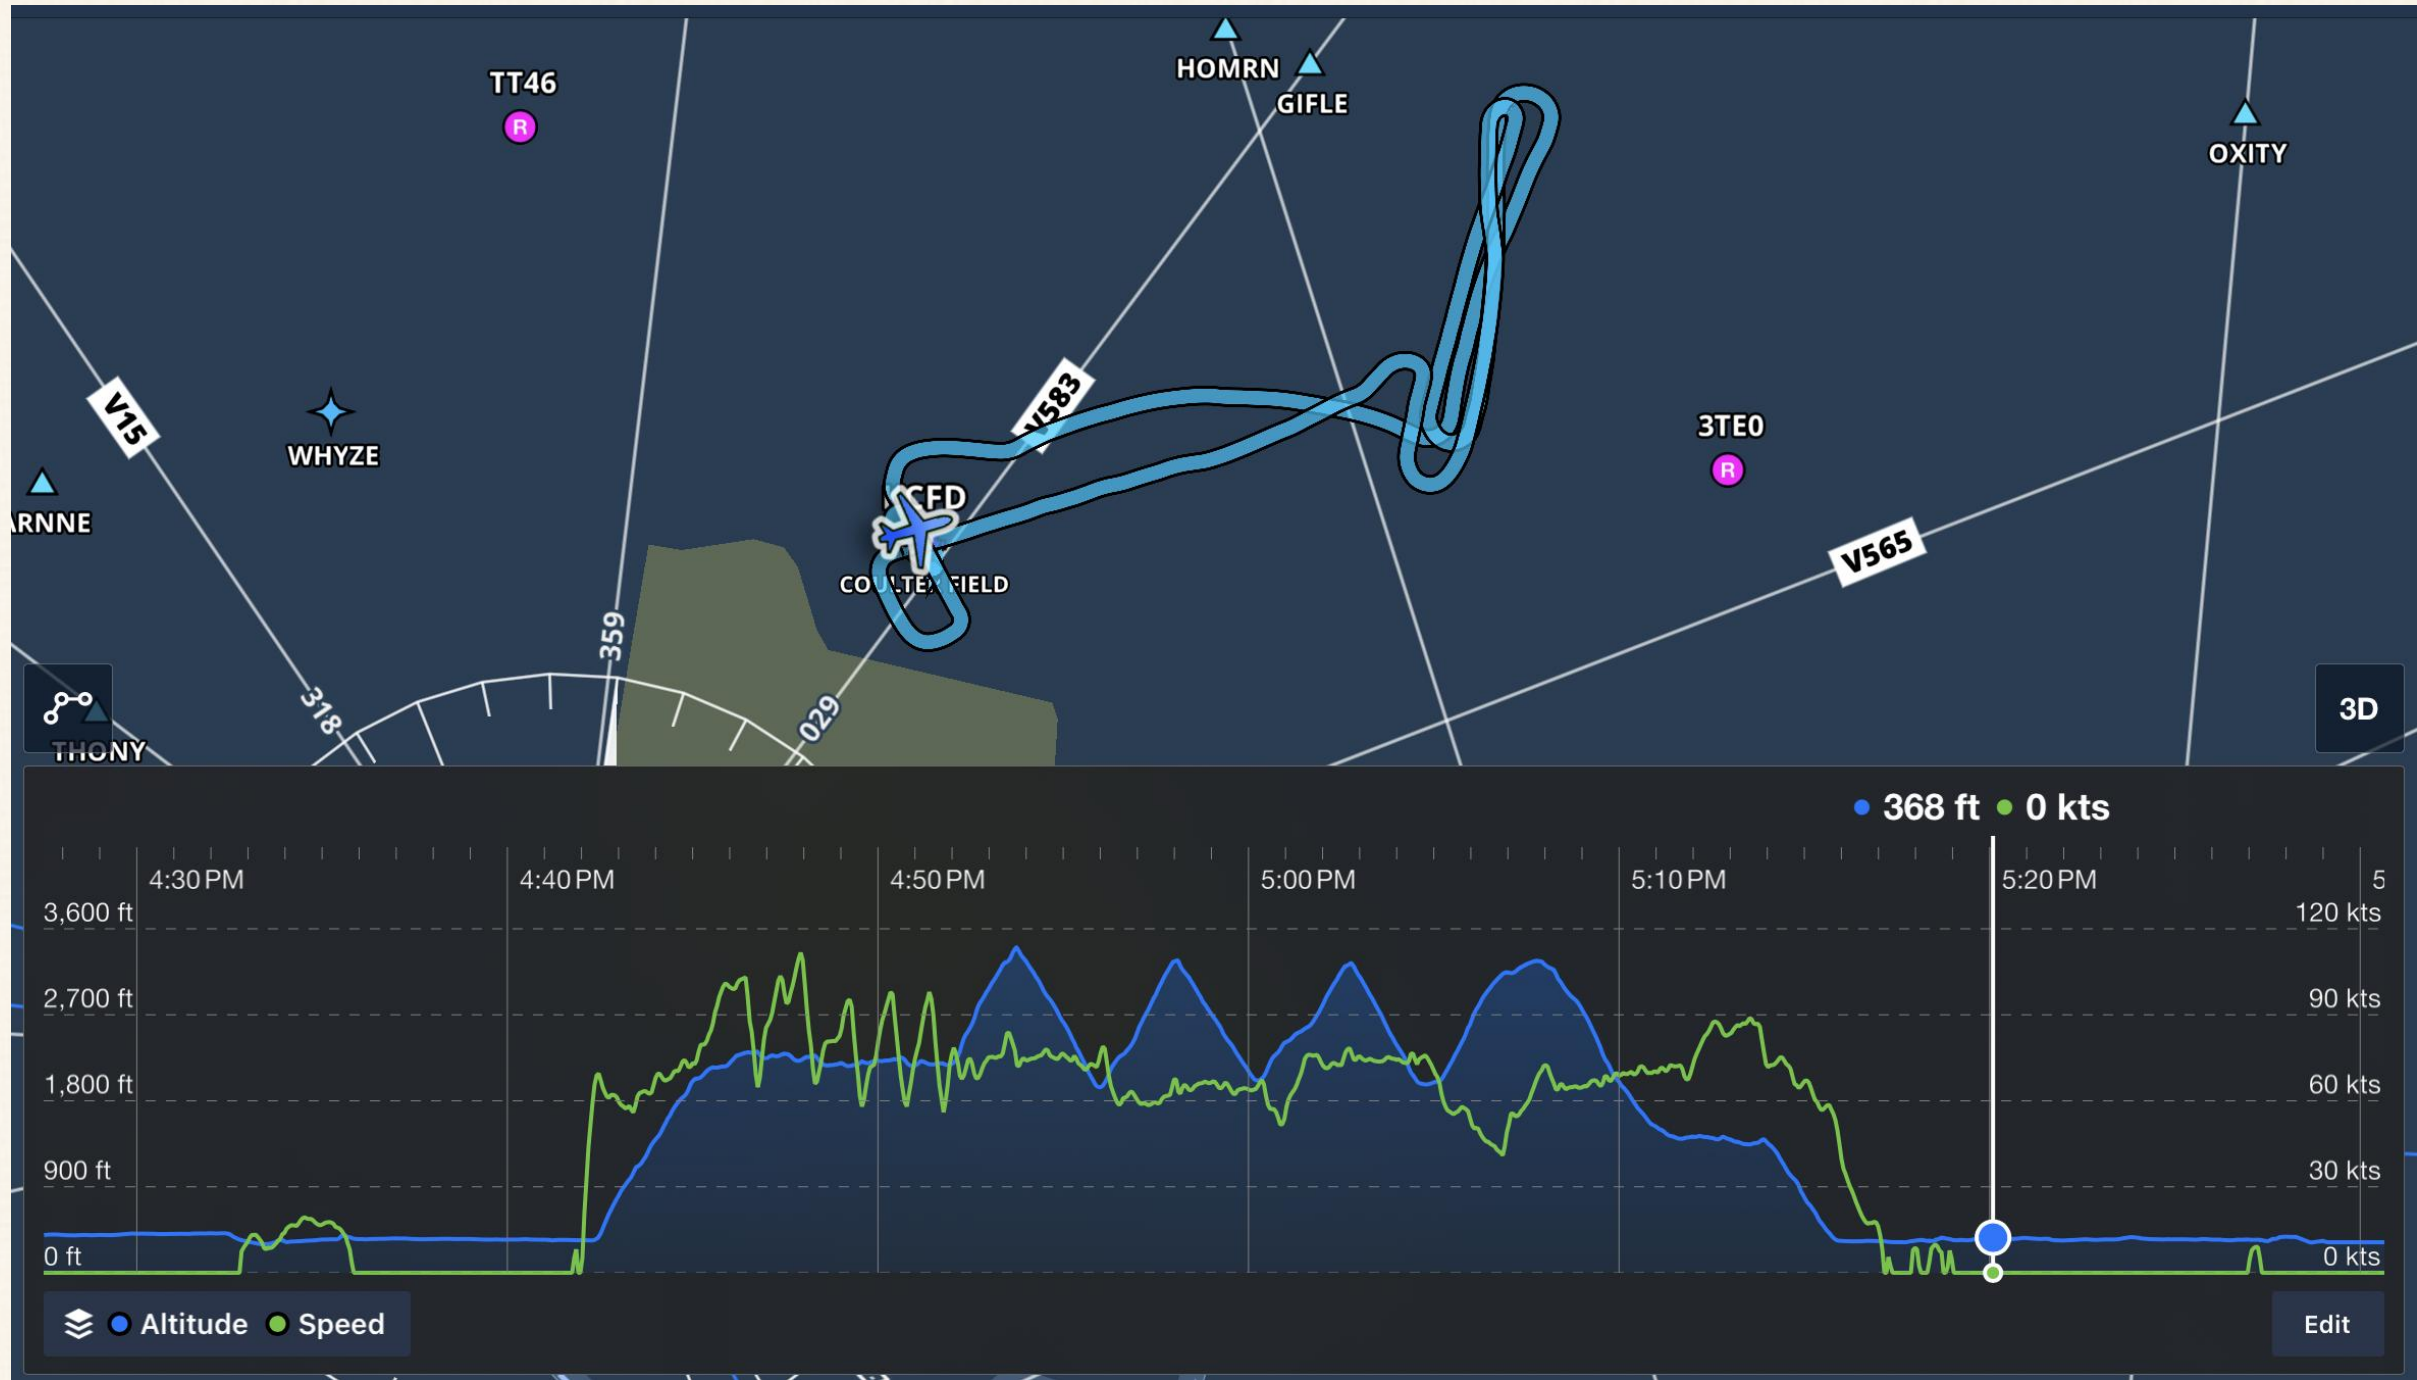 HOMRN
GIFLE
TT46
R
OXITY
V15
V583
WHYZE
3TE0
R
ARNNE
CFD
V565
COULTER FIELD
359
318
029
3D
THONY
368 ft 0 kts
4:30 PM 4:40 PM 4:50 PM 5:00 PM 5:10 PM 5:20 PM 5
3,600 ft 120 kts
2,700 ft 90 kts
1,800 ft 60 kts
900 ft 30 kts
0 ft 0 kts
Altitude Speed Edit